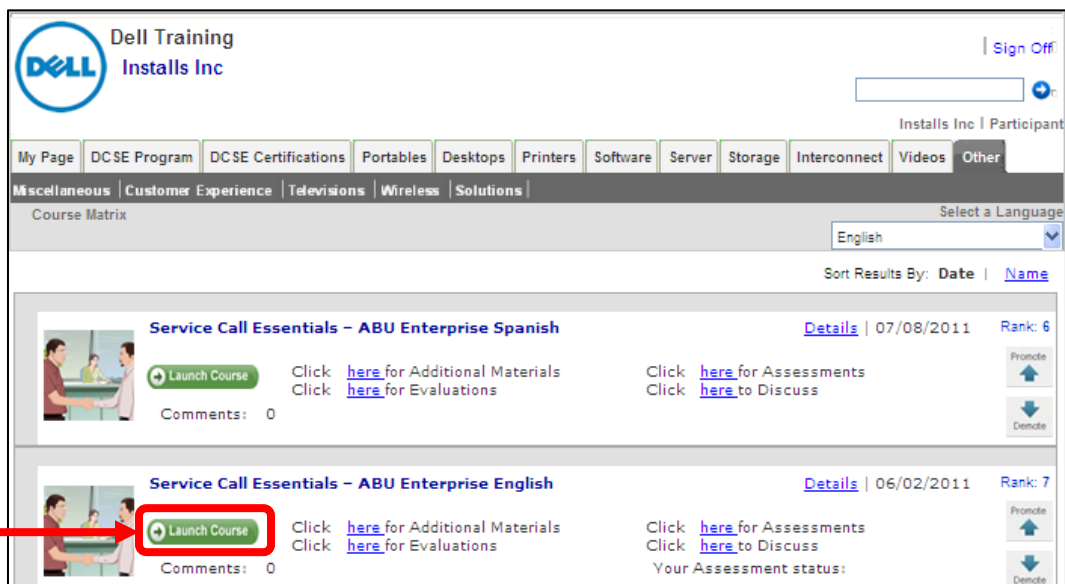 DELL
Dell Training
Installs Inc
Sign Off
Installs Inc | Participant
My Page DCSE Program DCSE Certifications Portables Desktops Printers Software Server Storage Interconnect Videos Other
Miscellaneous | Customer Experience | Televisions | Wireless | Solutions |
Course Matrix
Select a Language
English
Sort Results By: Date | Name
Service Call Essentials – ABU Enterprise Spanish Details | 07/08/2011 Rank: 6
Launch Course Click here for Additional Materials Click here for Assessments Promote
Click here for Evaluations Click here to Discuss
Comments: 0 Demote
Service Call Essentials – ABU Enterprise English Details | 06/02/2011 Rank: 7
Launch Course Click here for Additional Materials Click here for Assessments Promote
Click here for Evaluations Click here to Discuss
Comments: 0 Your Assessment status: Demote